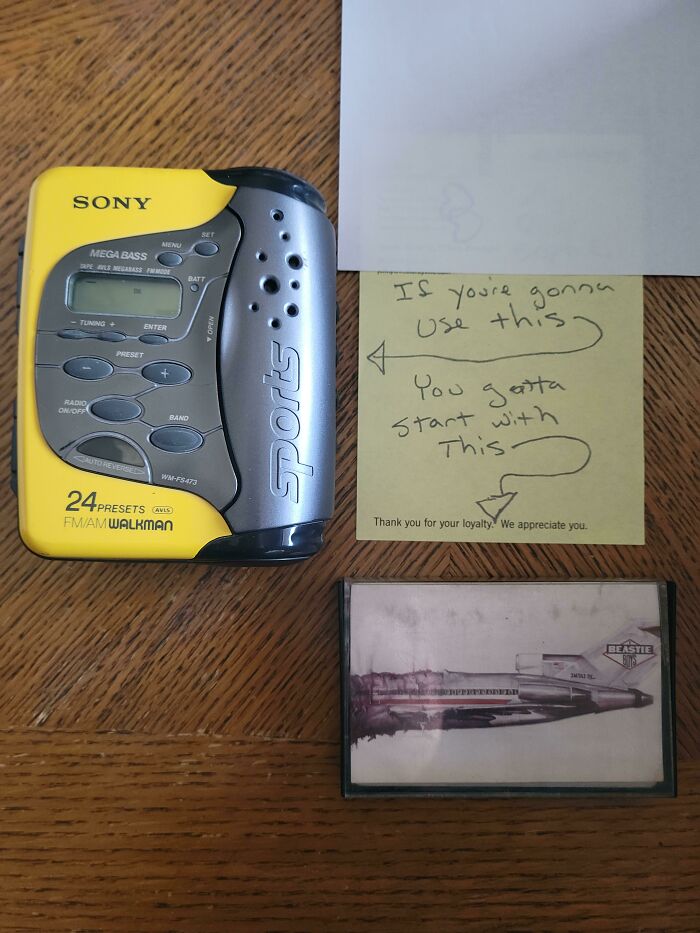 SONY
MEGA BASS
MENU
SET
TAPE AVLS MEGABASS FM MODE
BATT
- TUNING +
ENTER
▼ OPEN
PRESET
- +
RADIO
ON/OFF
BAND
AUTO REVERSE
WM-FS473
24 PRESETS AVLS
FM/AM WALKMAN
sports
If you're gonna
use this
You gotta
start with
This
Thank you for your loyalty. We appreciate you.
BEASTIE
BOYS